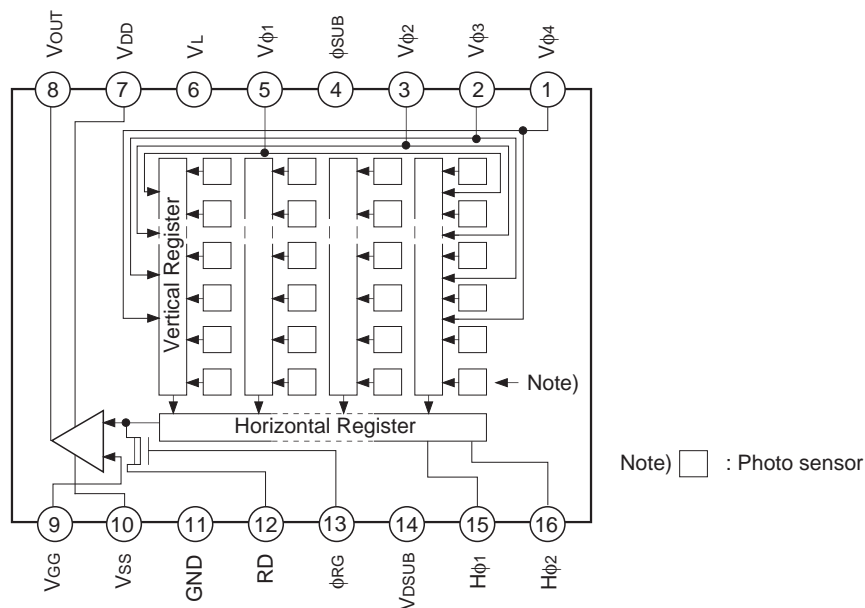 VOUT
VDD
VL
Vφ1
φSUB
Vφ2
Vφ3
Vφ4
8
7
6
5
4
3
2
1
Vertical Register
Note)
Horizontal Register
Note) : Photo sensor
9
10
11
12
13
14
15
16
VGG
VSS
GND
RD
φRG
VDSUB
Hφ1
Hφ2